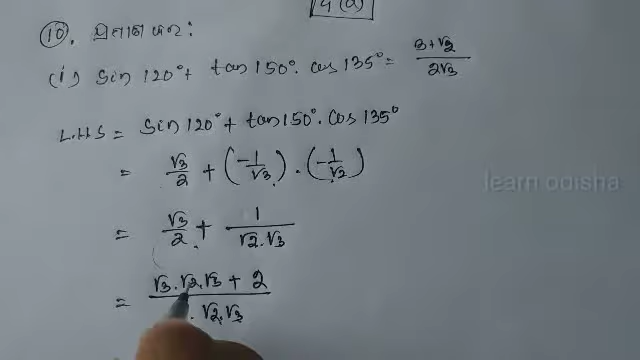 4(a)
10. ପ୍ରମାଣ କର:
(i) sin 120° + tan 150°. cos 135° = 3+√2/2√3
L.H.S = sin 120° + tan 150°. cos 135°
= √3/2 + (-1/√3) . (-1/√2)
= √3/2 + 1/√2.√3
= √3.√2.√3 + 2/. √2.√3
learn odisha